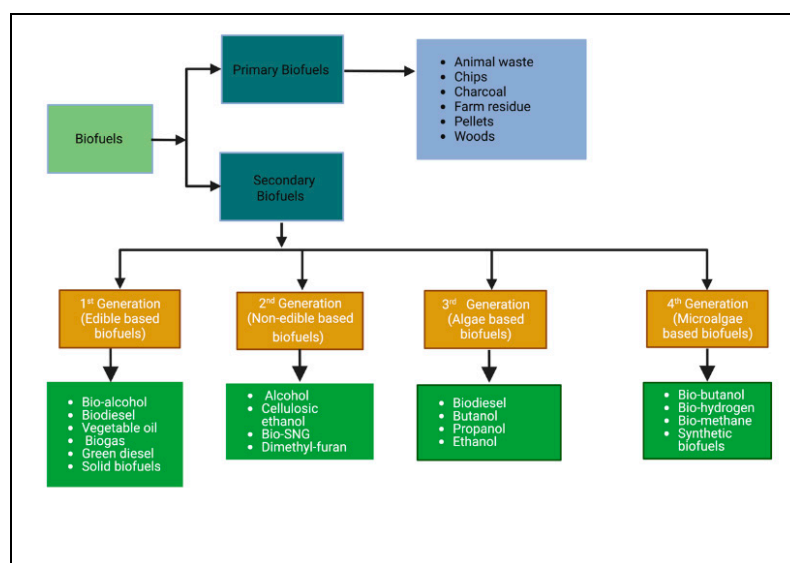 Primary Biofuels
• Animal waste
• Chips
• Charcoal
• Farm residue
• Pellets
• Woods
Biofuels
Secondary
Biofuels
1st Generation
(Edible based
biofuels)
2nd Generation
(Non-edible based
biofuels)
3rd Generation
(Algae based
biofuels)
4th Generation
(Microalgae
based biofuels)
• Bio-alcohol
• Biodiesel
• Vegetable oil
• Biogas
• Green diesel
• Solid biofuels
• Alcohol
• Cellulosic
ethanol
• Bio-SNG
• Dimethyl-furan
• Biodiesel
• Butanol
• Propanol
• Ethanol
• Bio-butanol
• Bio-hydrogen
• Bio-methane
• Synthetic
biofuels